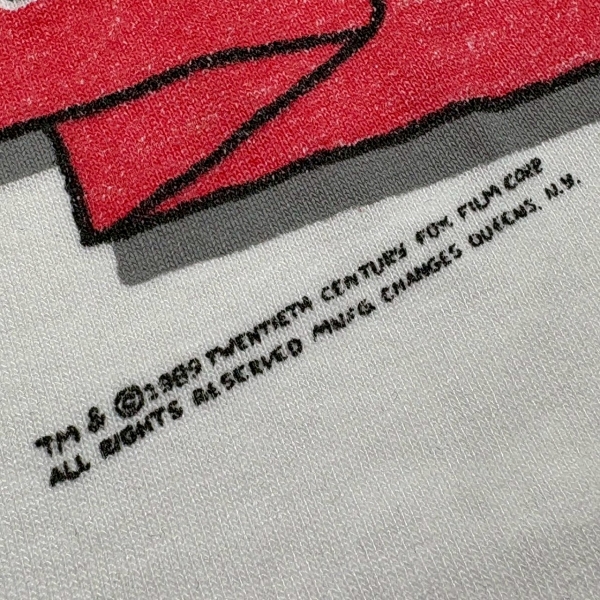 TM & ©1989 TWENTIETH CENTURY FOX FILM CORP
ALL RIGHTS RESERVED MNFG CHANGES QUEENS, N.Y.